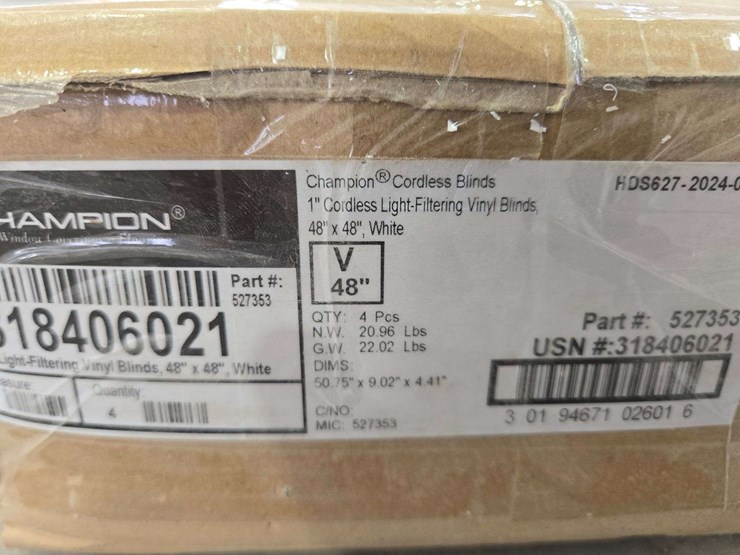 HAMPION®
Window
Part #:
527353
318406021
Light-Filtering Vinyl Blinds, 48" x 48", White
Quantity
4
Champion® Cordless Blinds
1" Cordless Light-Filtering Vinyl Blinds,
48" x 48", White
V
48"
QTY: 4 Pcs
N.W. 20.96 Lbs
G.W. 22.02 Lbs
DIMS:
50.75" x 9.02" x 4.41"
C/NO:
MIC: 527353
HDS627-2024-0
Part #: 527353
USN #:318406021
3 01 94671 02601 6